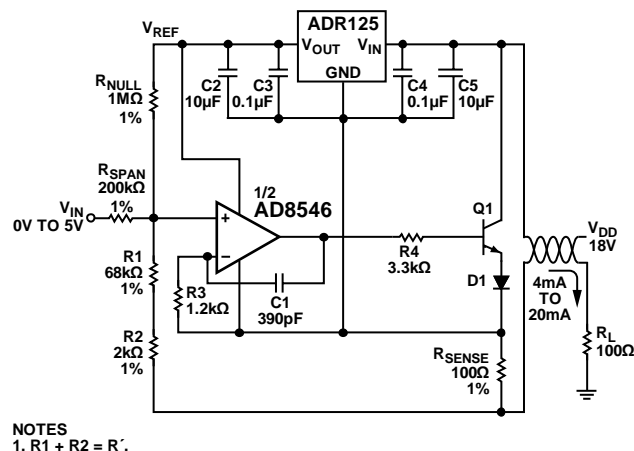 ADR125
VREF
VOUT VIN
GND
RNULL
1MΩ
1%
C2
10µF
C3
0.1µF
C4
0.1µF
C5
10µF
RSPAN
200kΩ
1%
VIN
0V TO 5V
1/2
AD8546
+
–
Q1
VDD
18V
R1
68kΩ
1%
R4
3.3kΩ
C1
390pF
R3
1.2kΩ
D1
4mA
TO
20mA
R2
2kΩ
1%
RSENSE
100Ω
1%
RL
100Ω
NOTES
1. R1 + R2 = R´.